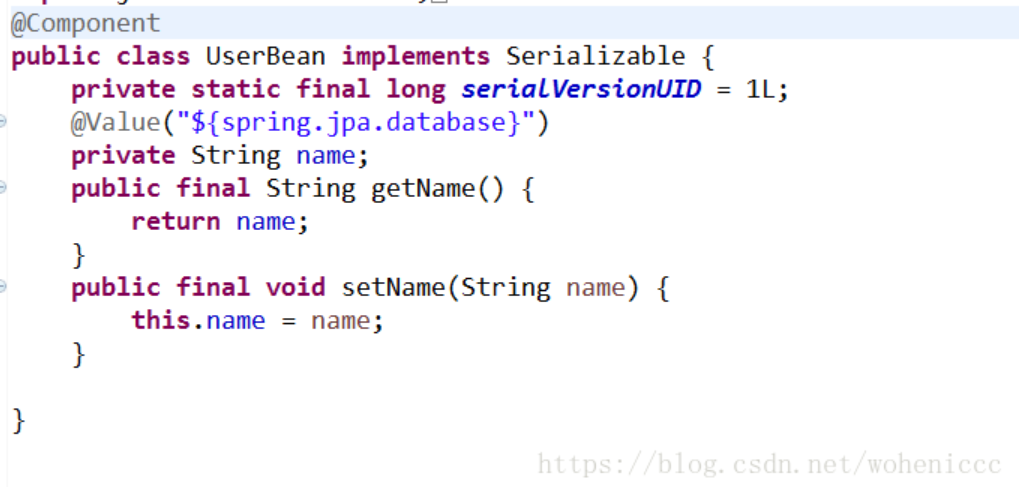 @Component
public class UserBean implements Serializable {
    private static final long serialVersionUID = 1L;
    @Value("${spring.jpa.database}")
    private String name;
    public final String getName() {
        return name;
    }
    public final void setName(String name) {
        this.name = name;
    }
}
https://blog.csdn.net/woheniccc